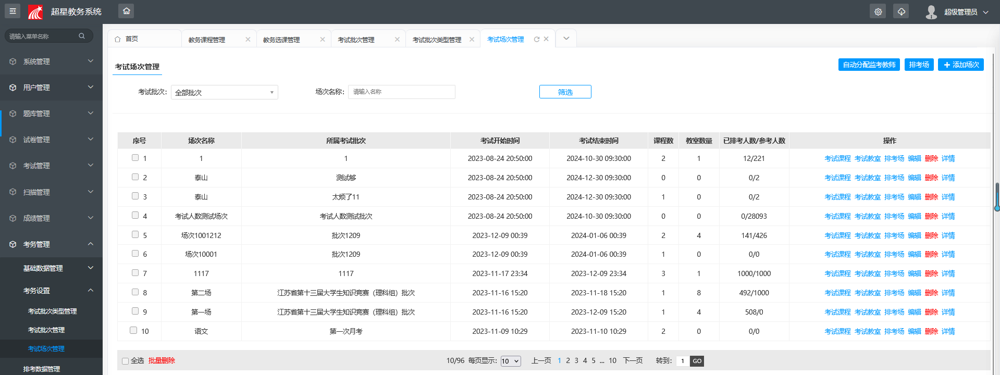 超星教务系统
超级管理员
请输入菜单名称
系统管理
用户管理
题库管理
试卷管理
考试管理
扫描管理
成绩管理
考务管理
基础数据管理
考务设置
考试批次类型管理
考试批次管理
考试场次管理
排考数据管理
首页 教务课程管理 教务选课管理 考试批次管理 考试批次类型管理 考试场次管理
考试场次管理
自动分配监考教师 排考场 添加场次
考试批次： 全部批次 场次名称： 请输入名称 筛选
序号 场次名称 所属考试批次 考试开始时间 考试结束时间 课程数 教室数量 已排考人数/参考人数 操作
1 1 1 2023-08-24 20:50:00 2024-10-30 09:30:00 2 1 12/221 考试课程 考试教室 排考场 编辑 删除 详情
2 泰山 测试够 2023-08-24 20:50:00 2024-12-30 09:30:00 0 0 0/2 考试课程 考试教室 排考场 编辑 删除 详情
3 泰山 太烦了11 2023-08-24 20:50:00 2024-12-30 09:30:00 1 0 0/2 考试课程 考试教室 排考场 编辑 删除 详情
4 考试人数测试场次 考试人数测试批次 2023-08-24 20:50:00 2024-10-30 09:30:00 0 0 0/28093 考试课程 考试教室 排考场 编辑 删除 详情
5 场次1001212 批次1209 2023-12-09 00:39 2024-01-06 00:39 2 4 141/426 考试课程 考试教室 排考场 编辑 删除 详情
6 场次10001 批次1209 2023-12-09 00:39 2024-01-06 00:39 1 0 0/0 考试课程 考试教室 排考场 编辑 删除 详情
7 1117 1117 2023-11-17 23:34 2023-12-09 23:34 3 1 1000/1000 考试课程 考试教室 排考场 编辑 删除 详情
8 第二场 江苏省第十三届大学生知识竞赛（理科组）批次 2023-11-16 15:20 2023-11-18 15:20 1 8 492/1000 考试课程 考试教室 排考场 编辑 删除 详情
9 第一场 江苏省第十三届大学生知识竞赛（理科组）批次 2023-11-16 15:20 2023-12-09 15:20 1 4 508/0 考试课程 考试教室 排考场 编辑 删除 详情
10 语文 第一次月考 2023-11-09 10:29 2023-11-10 10:29 2 0 0/0 考试课程 考试教室 排考场 编辑 删除 详情
全选 批量删除 10/96 每页显示： 10 上一页 1 2 3 4 5 ... 10 下一页 转到： 1 GO